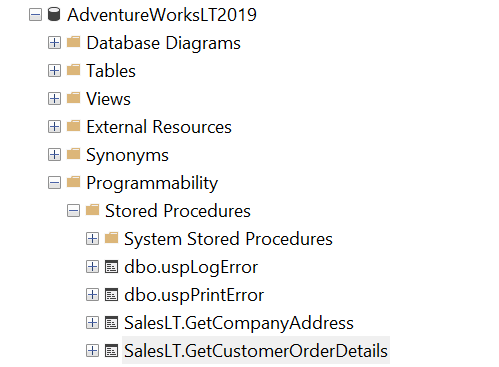 AdventureWorksLT2019
Database Diagrams
Tables
Views
External Resources
Synonyms
Programmability
Stored Procedures
System Stored Procedures
dbo.uspLogError
dbo.uspPrintError
SalesLT.GetCompanyAddress
SalesLT.GetCustomerOrderDetails